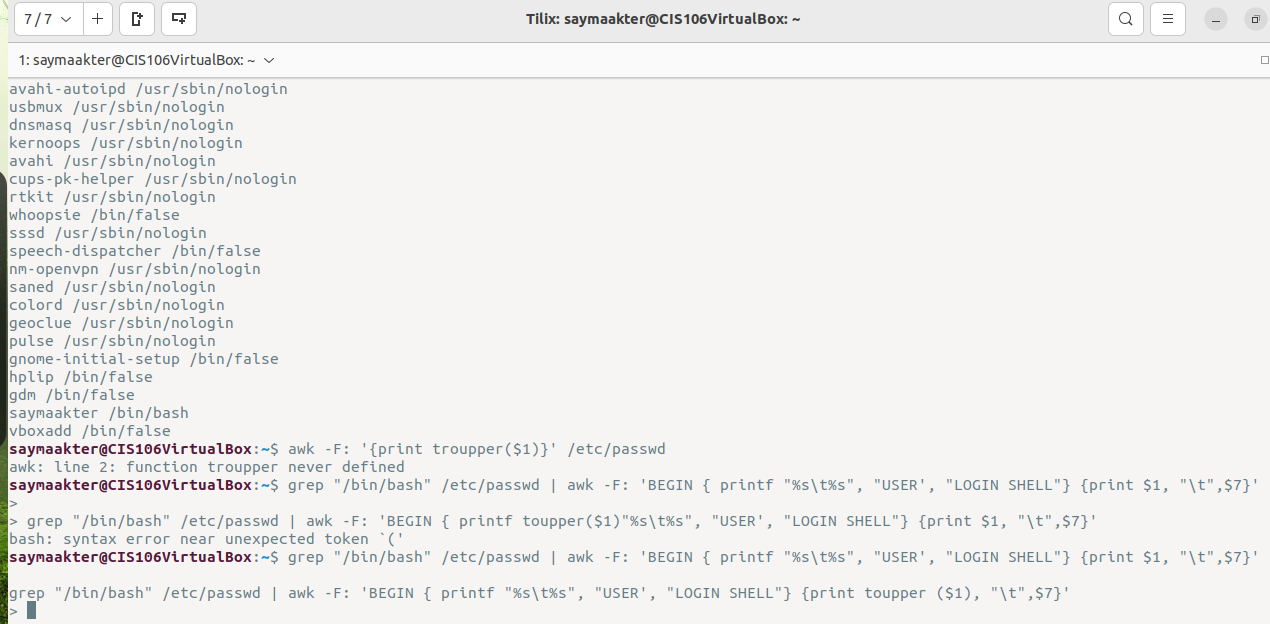 7 / 7
Tilix: saymaakter@CIS106VirtualBox: ~
1: saymaakter@CIS106VirtualBox: ~
avahi-autoipd /usr/sbin/nologin
usbmux /usr/sbin/nologin
dnsmasq /usr/sbin/nologin
kernoops /usr/sbin/nologin
avahi /usr/sbin/nologin
cups-pk-helper /usr/sbin/nologin
rtkit /usr/sbin/nologin
whoopsie /bin/false
sssd /usr/sbin/nologin
speech-dispatcher /bin/false
nm-openvpn /usr/sbin/nologin
saned /usr/sbin/nologin
colord /usr/sbin/nologin
geoclue /usr/sbin/nologin
pulse /usr/sbin/nologin
gnome-initial-setup /bin/false
hplip /bin/false
gdm /bin/false
saymaakter /bin/bash
vboxadd /bin/false
saymaakter@CIS106VirtualBox:~$ awk -F: '{print troupper($1)}' /etc/passwd
awk: line 2: function troupper never defined
saymaakter@CIS106VirtualBox:~$ grep "/bin/bash" /etc/passwd | awk -F: 'BEGIN { printf "%s\t%s", "USER', "LOGIN SHELL"} {print $1, "\t",$7}'
>
> grep "/bin/bash" /etc/passwd | awk -F: 'BEGIN { printf toupper($1)"%s\t%s", "USER', "LOGIN SHELL"} {print $1, "\t",$7}'
bash: syntax error near unexpected token `('
saymaakter@CIS106VirtualBox:~$ grep "/bin/bash" /etc/passwd | awk -F: 'BEGIN { printf "%s\t%s", "USER', "LOGIN SHELL"} {print $1, "\t",$7}'
grep "/bin/bash" /etc/passwd | awk -F: 'BEGIN { printf "%s\t%s", "USER', "LOGIN SHELL"} {print toupper ($1), "\t",$7}'
>